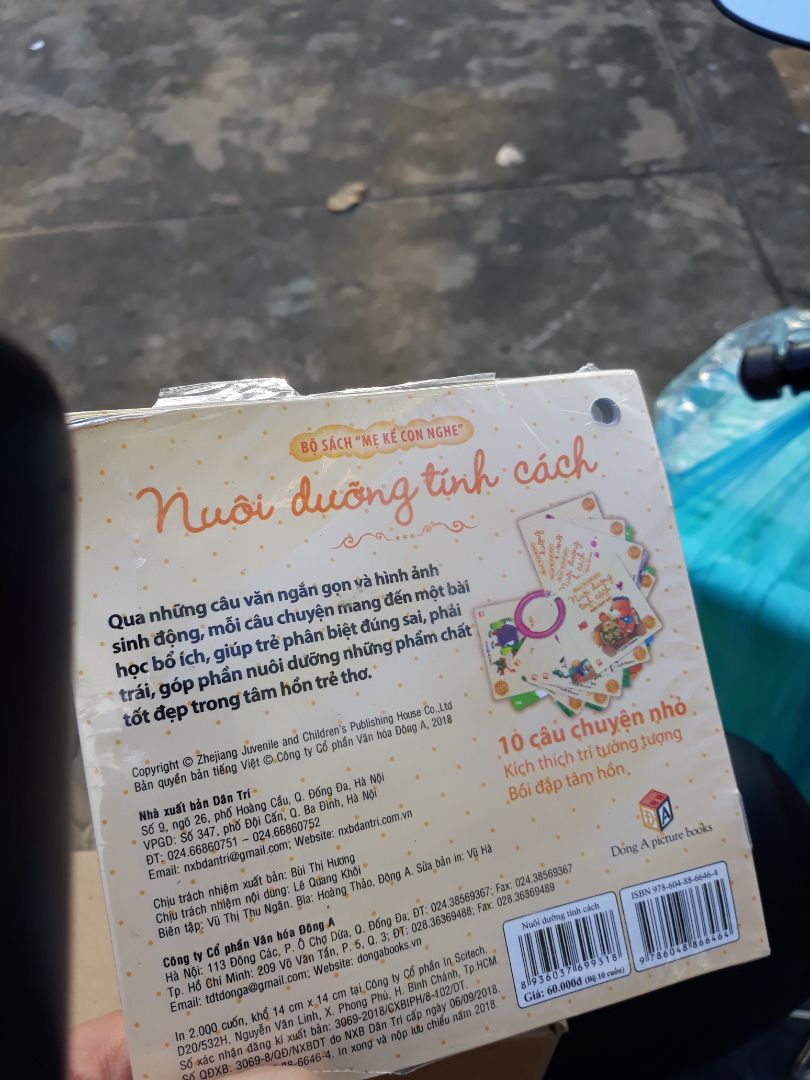 BỘ SÁCH "MẸ KỂ CON NGHE"
Nuôi dưỡng tính cách
Qua những câu văn ngắn gọn và hình ảnh
sinh động, mỗi câu chuyện mang đến một bài
học bổ ích, giúp trẻ phân biệt đúng sai, phải
trái, góp phần nuôi dưỡng những phẩm chất
tốt đẹp trong tâm hồn trẻ thơ.
10 câu chuyện nhỏ
Kích thích trí tưởng tượng
Bồi đắp tâm hồn
Copyright © Zhejiang Juvenile and Children's Publishing House Co.,Ltd
Bản quyền bản tiếng Việt © Công ty Cổ phần Văn hóa Đông A, 2018
Nhà xuất bản Dân Trí
Số 9, ngõ 26, phố Hoàng Cầu, Q. Đống Đa, Hà Nội
VPGD: Số 347, phố Đội Cấn, Q. Ba Đình, Hà Nội
ĐT: 024.66860751 – 024.66860752
Email: nxbdantri@gmail.com; Website: nxbdantri.com.vn
Chịu trách nhiệm xuất bản: Bùi Thị Hương
Chịu trách nhiệm nội dung: Lê Quang Khôi
Biên tập: Vũ Thị Thu Ngân. Bìa: Hoàng Thảo, Đông A. Sửa bản in: Vỹ Hà
Công ty Cổ phần Văn hóa Đông A
Hà Nội: 113 Đông Các, P. Ô Chợ Dừa, Q. Đống Đa; ĐT: 024.38569367; Fax: 024.38569367
Tp. Hồ Chí Minh: 209 Võ Văn Tần, P. 5, Q. 3; ĐT: 028.36369488; Fax: 028.36369489
Email: tdtdonga@gmail.com; Website: dongabooks.vn
In 2.000 cuốn, khổ 14 cm x 14 cm tại Công ty Cổ phần In Scitech.
D20/532H, Nguyễn Văn Linh, X. Phong Phú, H. Bình Chánh, Tp.HCM.
Số xác nhận đăng kí xuất bản: 3069-2018/CXBIPH/8-102/DT.
Số QĐXB: 3069-8/QĐ/NXBDT do NXB Dân Trí cấp ngày 06/09/2018.
88-6646-4. In xong và nộp lưu chiểu năm 2018.
ĐA
Dong A picture books
Nuôi dưỡng tính cách
8 936037 699318
Giá: 60.000đ (Bộ 10 cuốn)
ISBN 978-604-88-6646-4
9 786048 866464